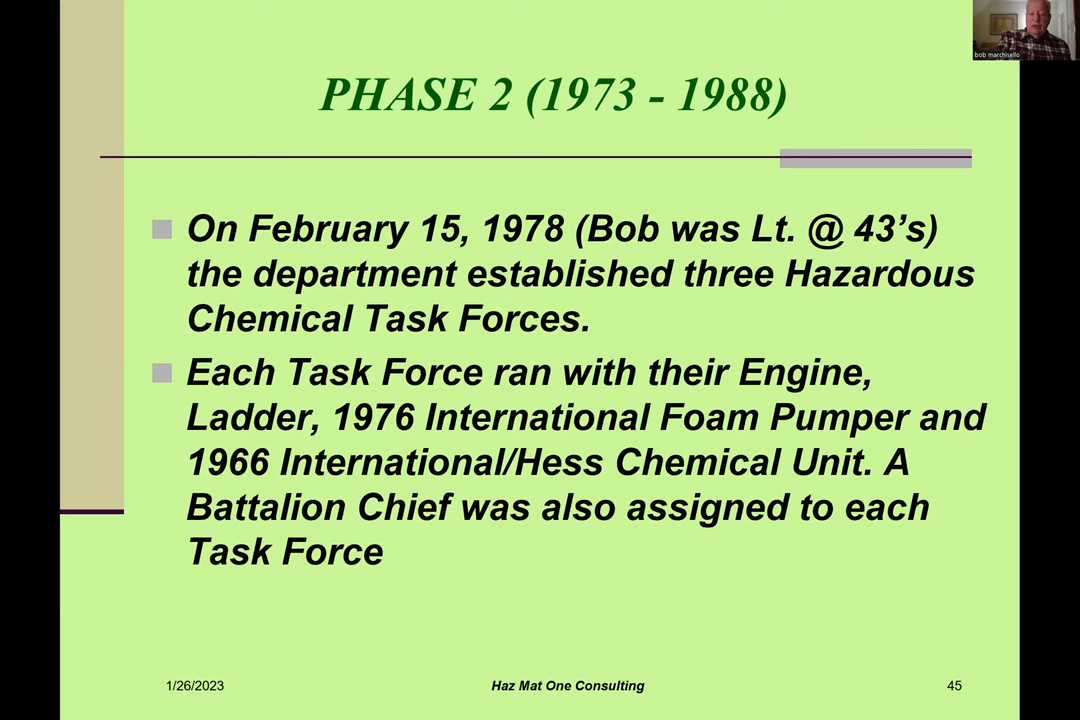 bob marchisello
PHASE 2 (1973 - 1988)
On February 15, 1978 (Bob was Lt. @ 43’s)
the department established three Hazardous
Chemical Task Forces.
Each Task Force ran with their Engine,
Ladder, 1976 International Foam Pumper and
1966 International/Hess Chemical Unit. A
Battalion Chief was also assigned to each
Task Force
1/26/2023
Haz Mat One Consulting
45